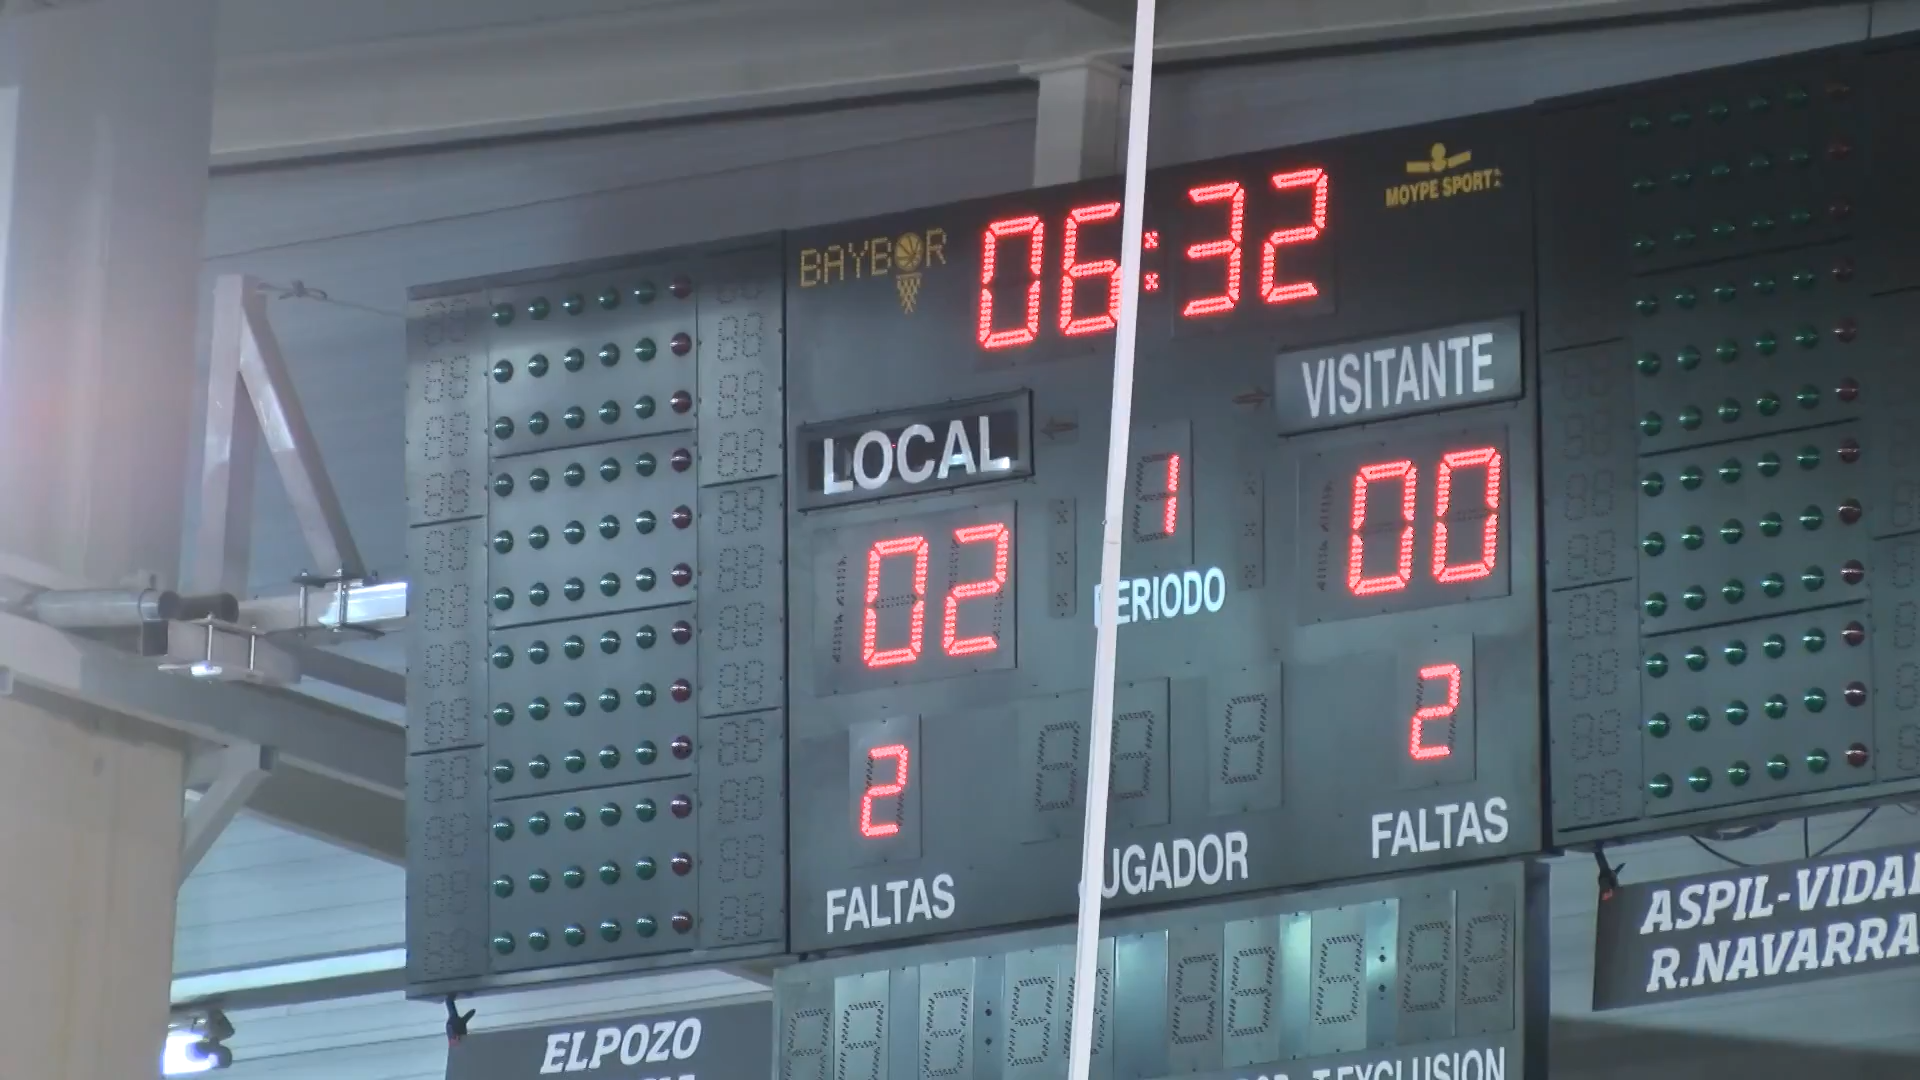 BAYBOR
06:32
MOYPE SPORT
LOCAL
VISITANTE
02
1
00
PERIODO
2
2
FALTAS
JUGADOR
FALTAS
ASPIL-VIDAL
R.NAVARRA
ELPOZO
T.EXCLUSION